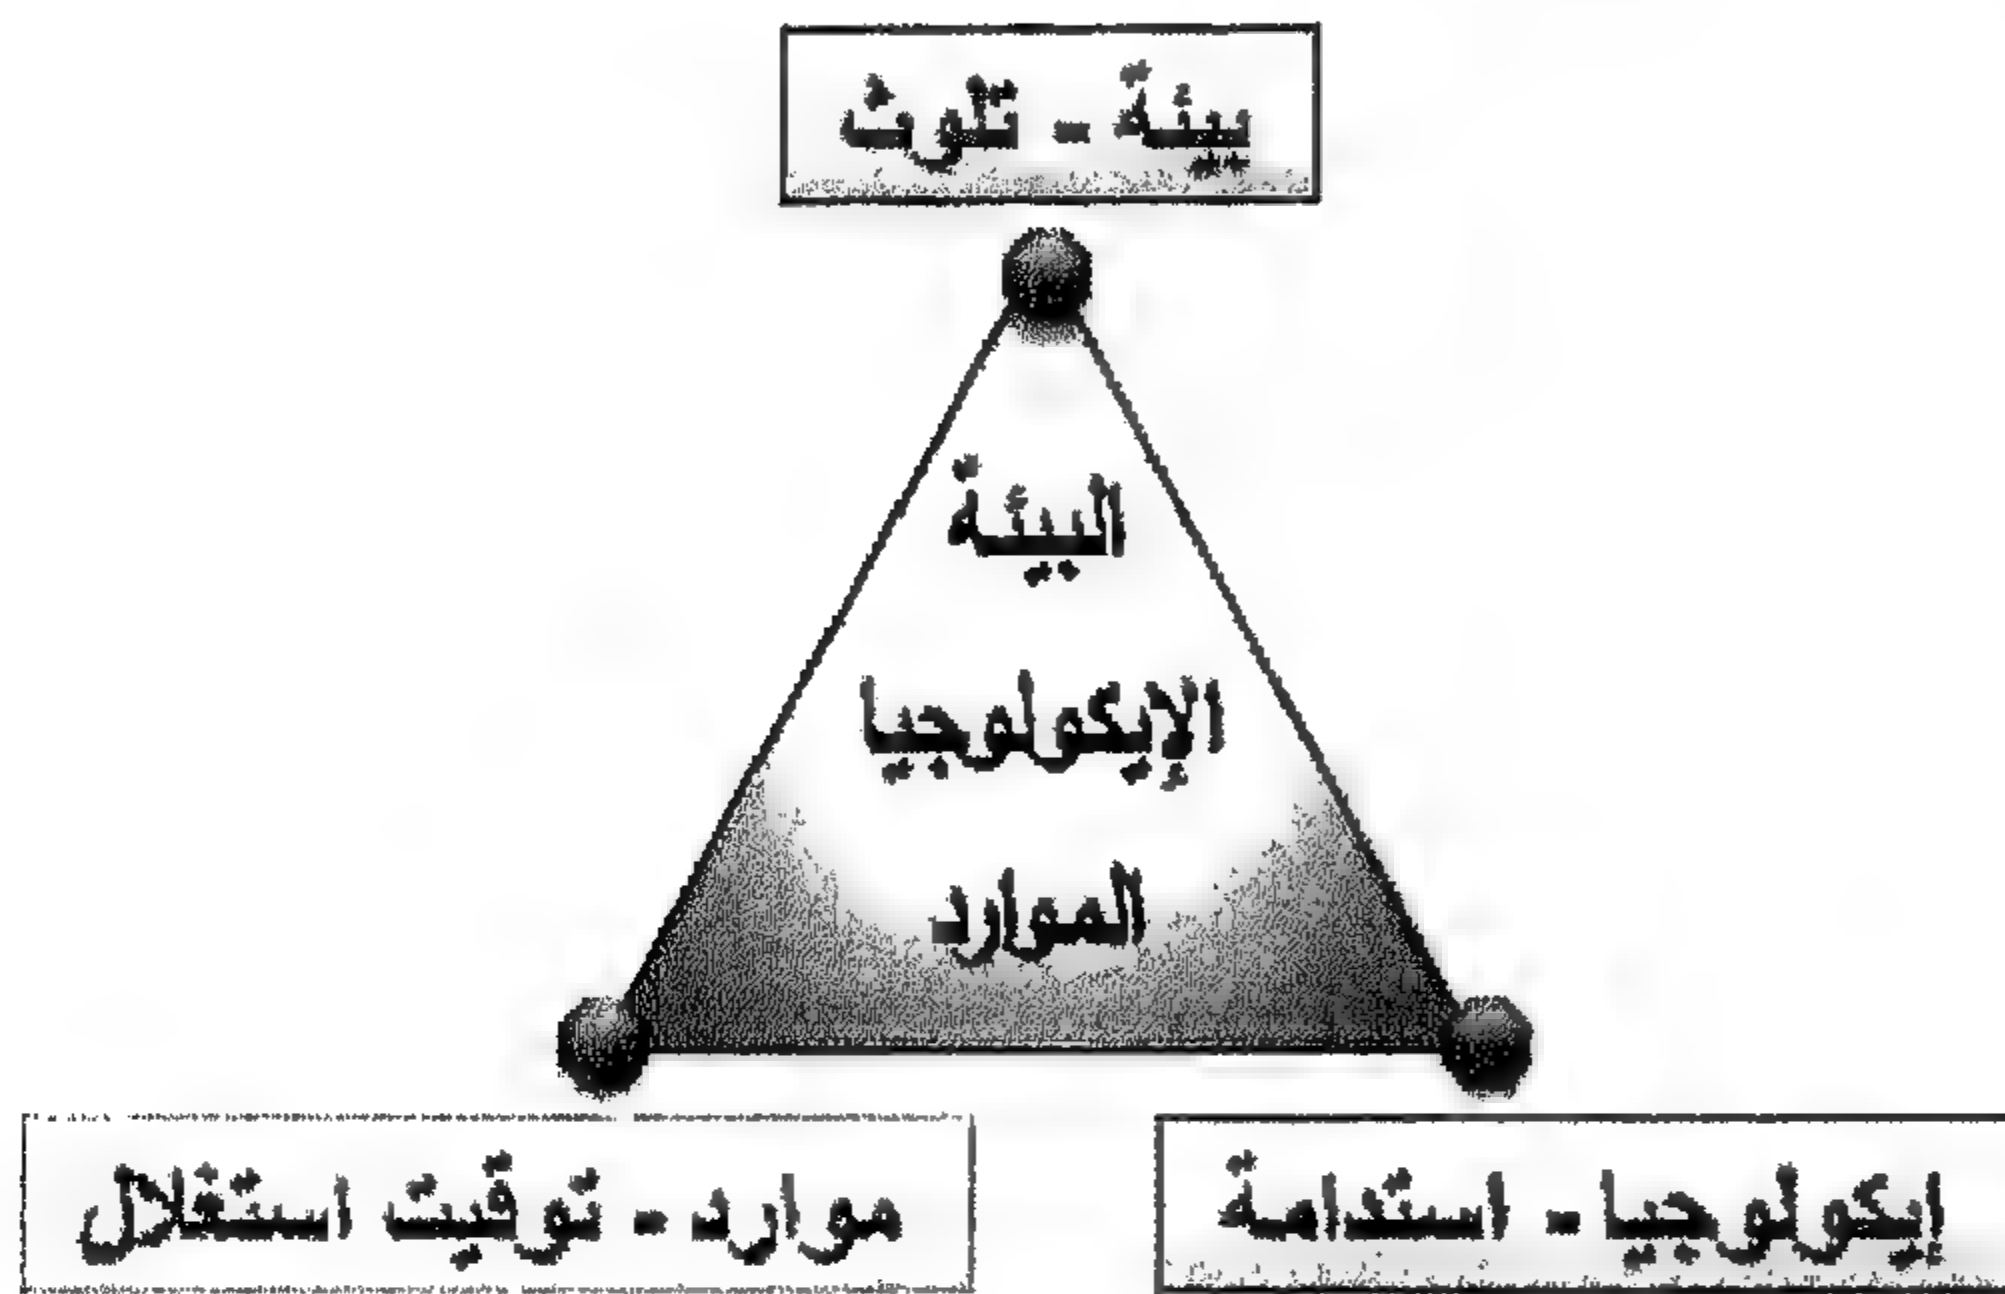 بيئة - تلوث
البيئة
الإيكولوجيا
الموارد
إيكولوجيا - استدامة
موارد - توقيت استغلال